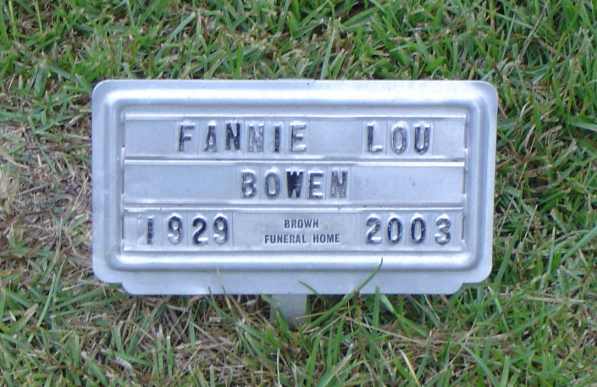 FANNIE LOU
BOWEN
1929 BROWN FUNERAL HOME 2003